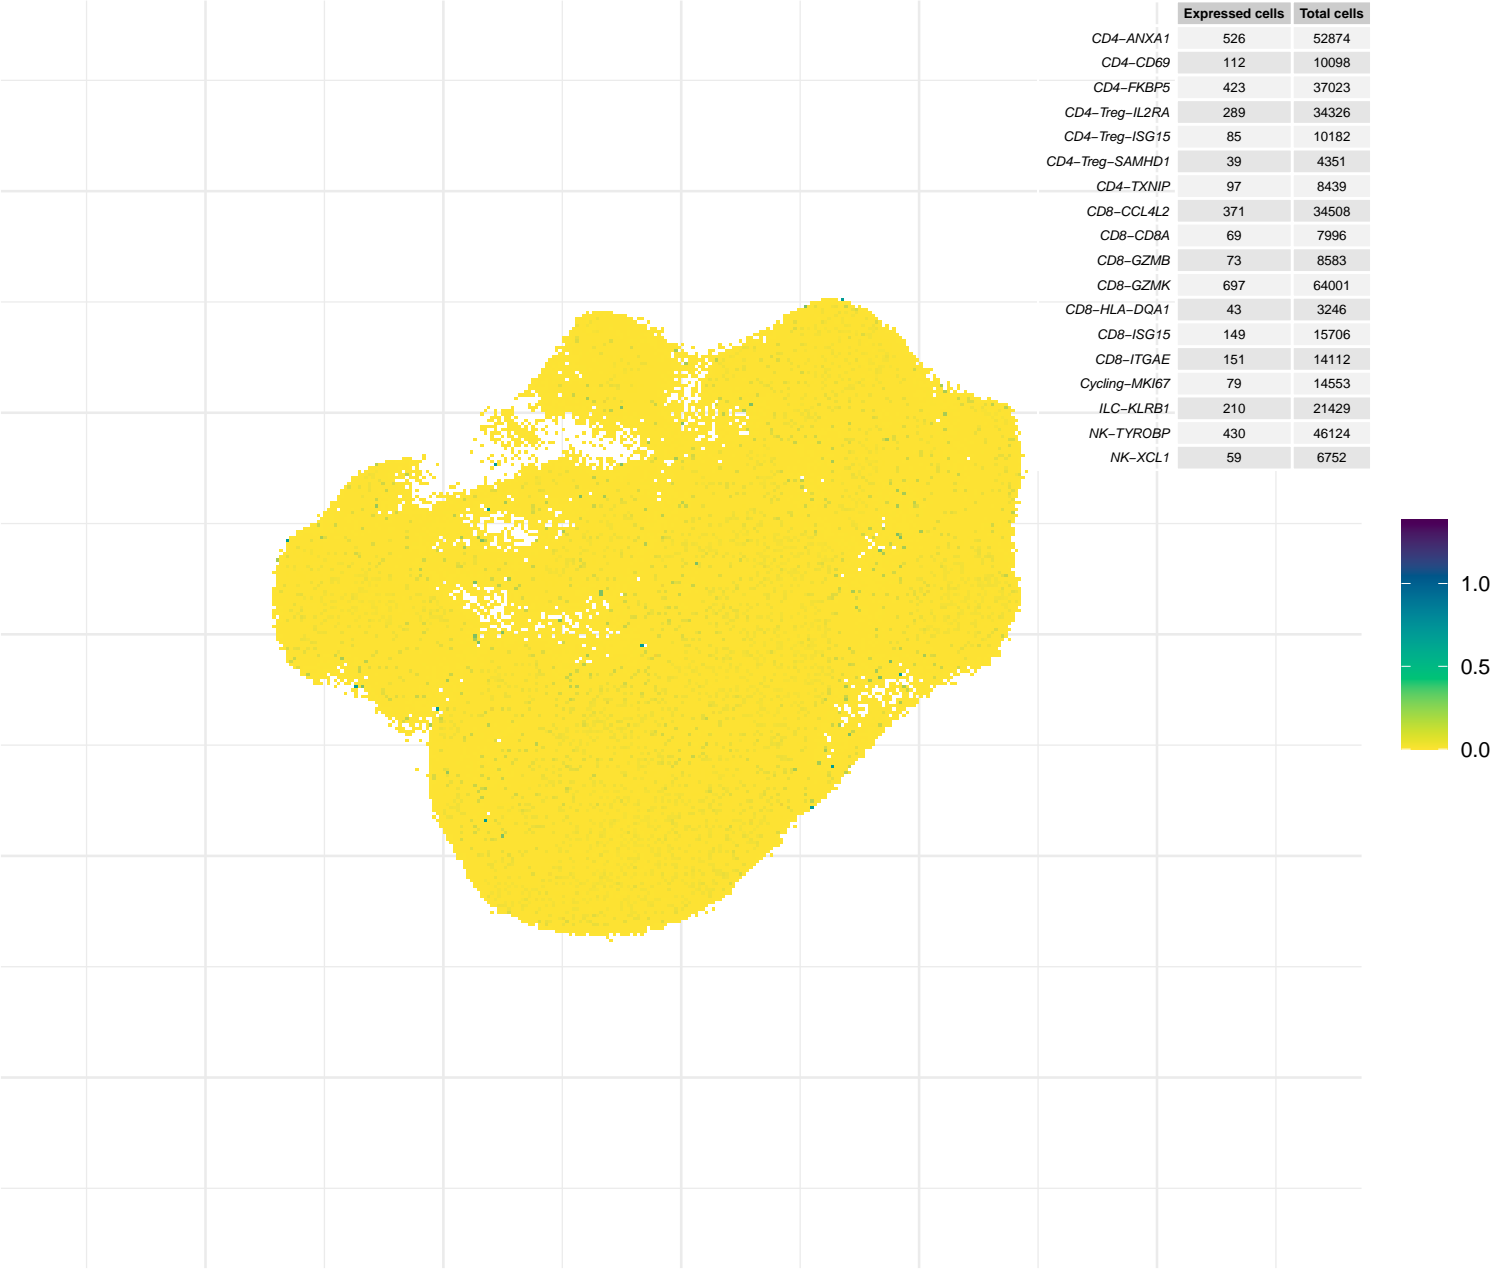 Expressed cells Total cells
CD4−ANXA1 526 52874
CD4−CD69 112 10098
CD4−FKBP5 423 37023
CD4−Treg−IL2RA 289 34326
CD4−Treg−ISG15 85 10182
CD4−Treg−SAMHD1 39 4351
CD4−TXNIP 97 8439
CD8−CCL4L2 371 34508
CD8−CD8A 69 7996
CD8−GZMB 73 8583
CD8−GZMK 697 64001
CD8−HLA−DQA1 43 3246
CD8−ISG15 149 15706
CD8−ITGAE 151 14112
Cycling−MKI67 79 14553
ILC−KLRB1 210 21429
NK−TYROBP 430 46124
NK−XCL1 59 6752
1.0
0.5
0.0